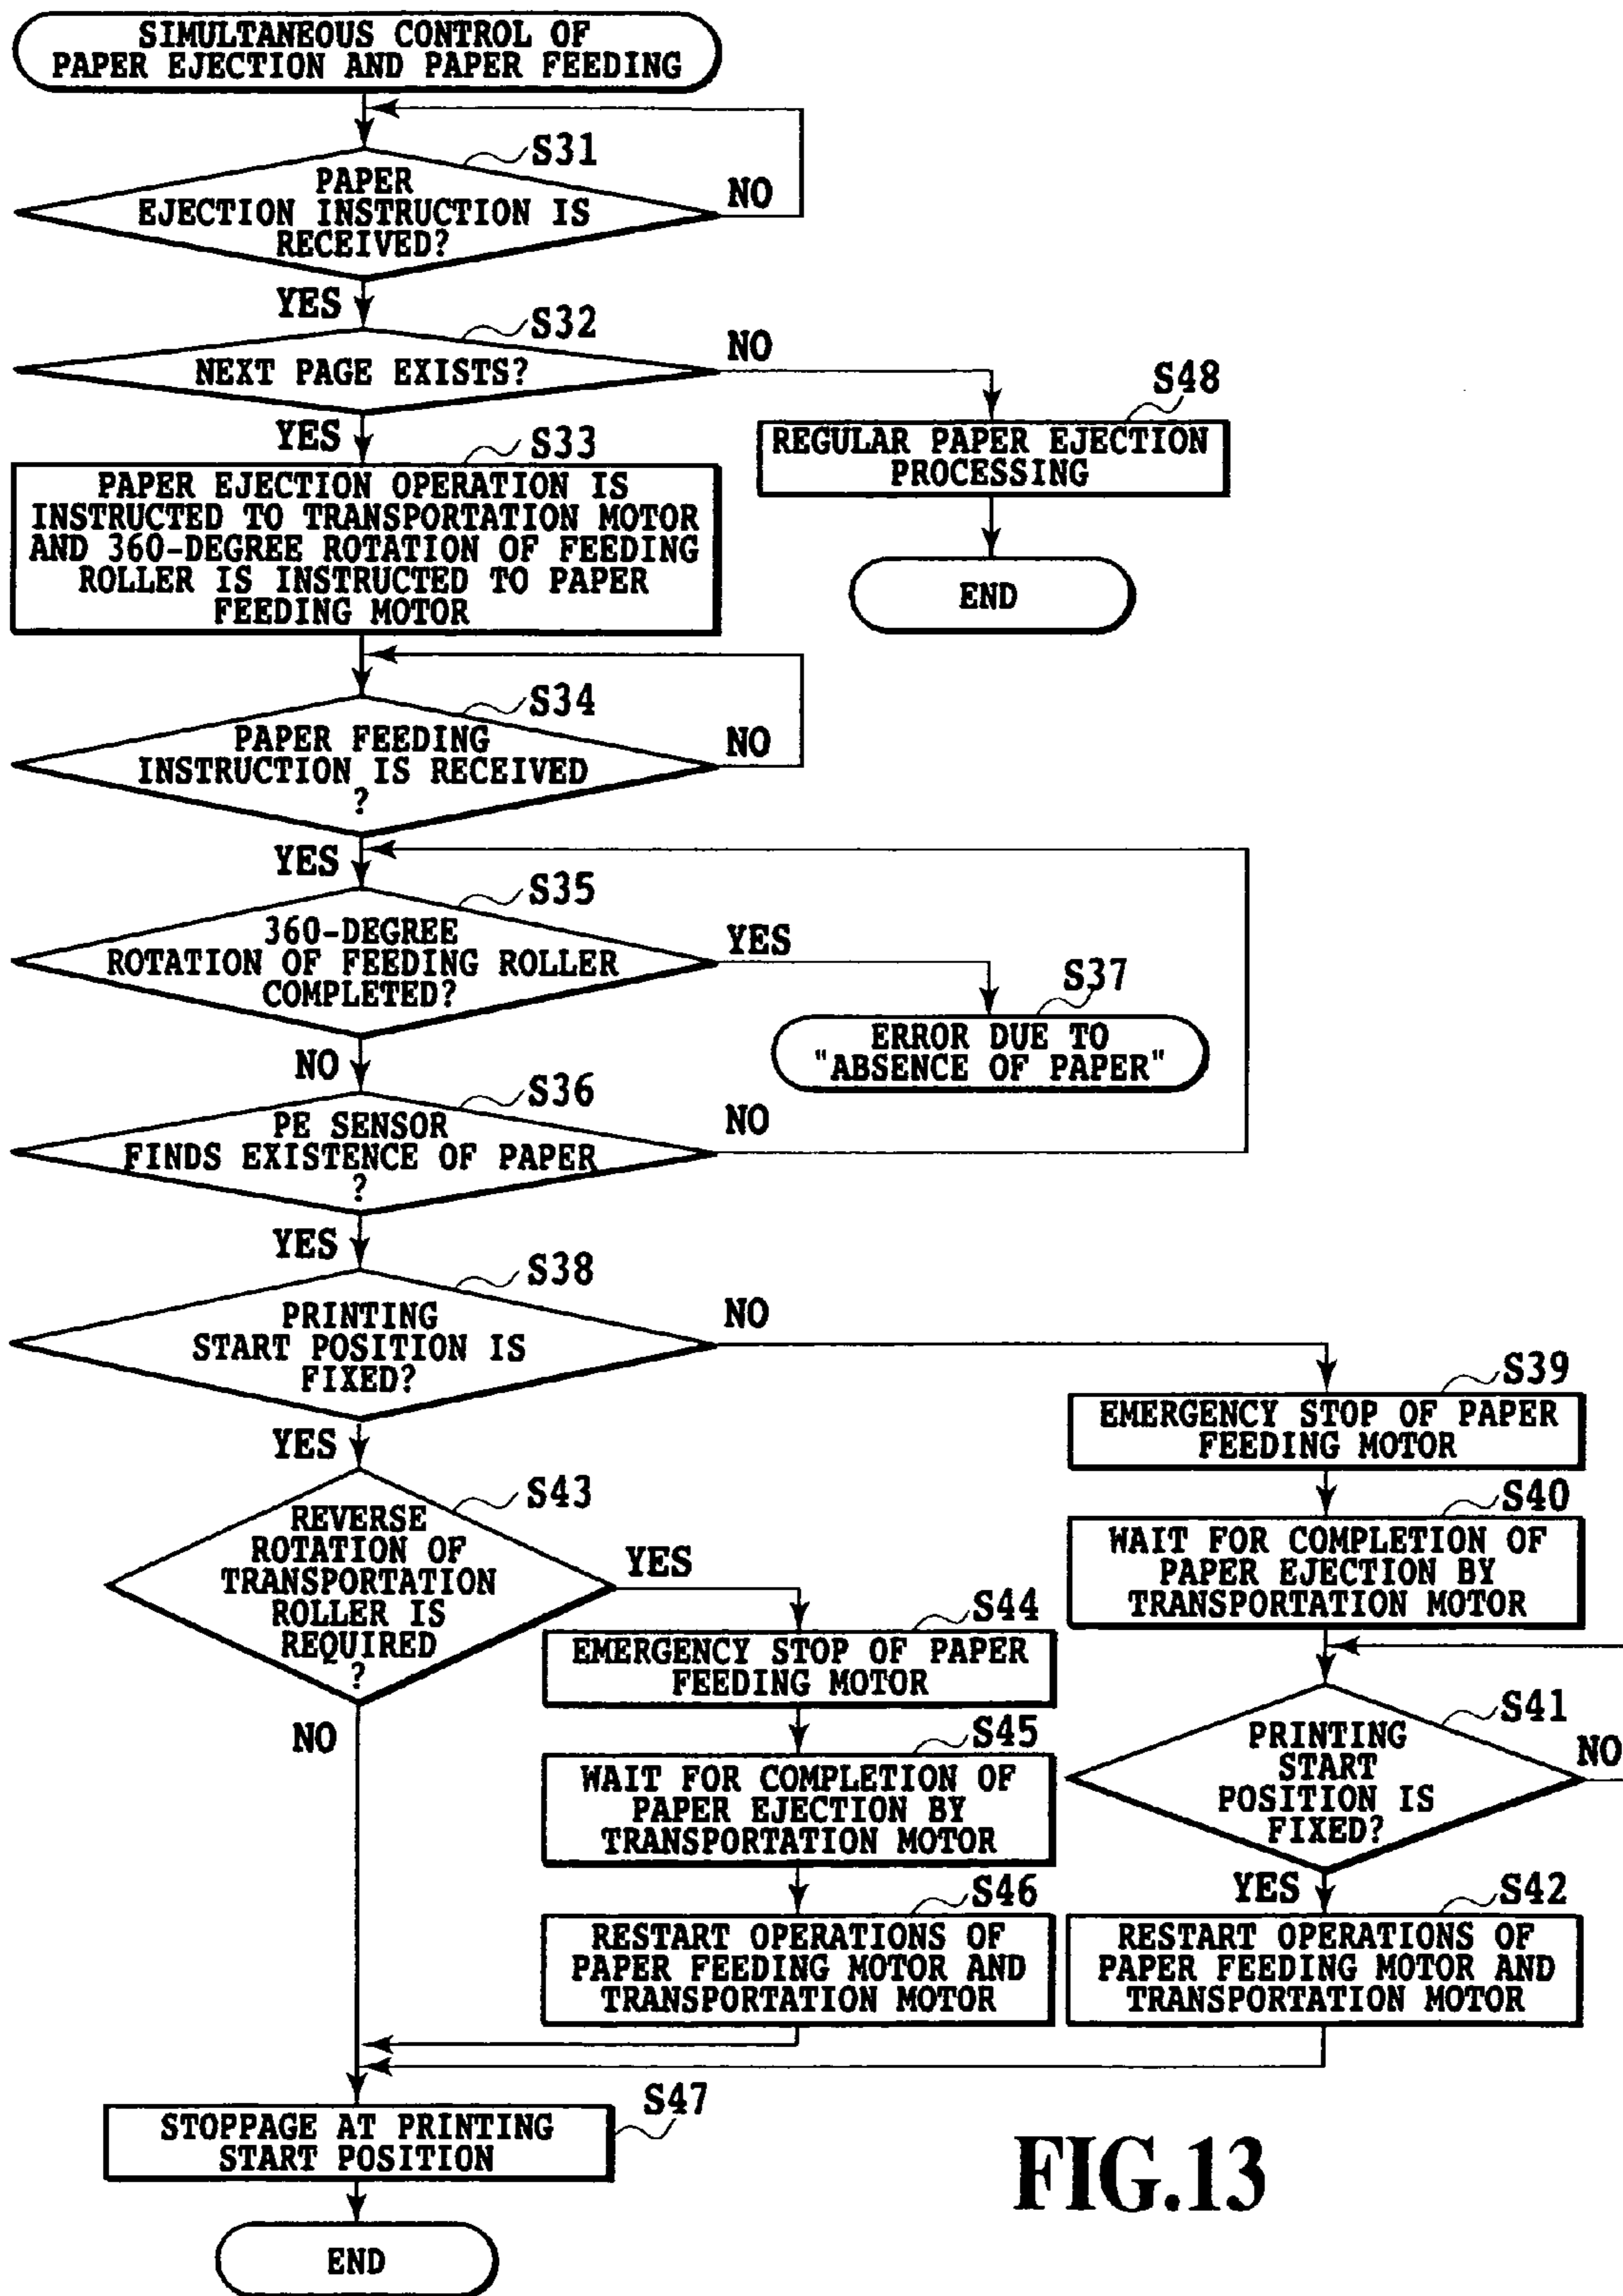 SIMULTANEOUS CONTROL OF
PAPER EJECTION AND PAPER FEEDING
S31
PAPER
EJECTION INSTRUCTION IS
RECEIVED?
NO
YES
S32
NEXT PAGE EXISTS?
NO
YES
S48
REGULAR PAPER EJECTION
PROCESSING
END
S33
PAPER EJECTION OPERATION IS
INSTRUCTED TO TRANSPORTATION MOTOR
AND 360-DEGREE ROTATION OF FEEDING
ROLLER IS INSTRUCTED TO PAPER
FEEDING MOTOR
S34
PAPER FEEDING
INSTRUCTION IS RECEIVED
?
NO
YES
S35
360-DEGREE
ROTATION OF FEEDING ROLLER
COMPLETED?
YES
S37
ERROR DUE TO
"ABSENCE OF PAPER"
NO
S36
PE SENSOR
FINDS EXISTENCE OF PAPER
?
NO
YES
S38
PRINTING
START POSITION IS
FIXED?
NO
YES
S39
EMERGENCY STOP OF PAPER
FEEDING MOTOR
S40
WAIT FOR COMPLETION OF
PAPER EJECTION BY
TRANSPORTATION MOTOR
S41
PRINTING
START
POSITION IS
FIXED?
NO
YES
S42
RESTART OPERATIONS OF
PAPER FEEDING MOTOR AND
TRANSPORTATION MOTOR
S43
REVERSE
ROTATION OF
TRANSPORTATION
ROLLER IS
REQUIRED
?
YES
NO
S44
EMERGENCY STOP OF PAPER
FEEDING MOTOR
S45
WAIT FOR COMPLETION OF
PAPER EJECTION BY
TRANSPORTATION MOTOR
S46
RESTART OPERATIONS OF
PAPER FEEDING MOTOR AND
TRANSPORTATION MOTOR
S47
STOPPAGE AT PRINTING
START POSITION
END
FIG.13